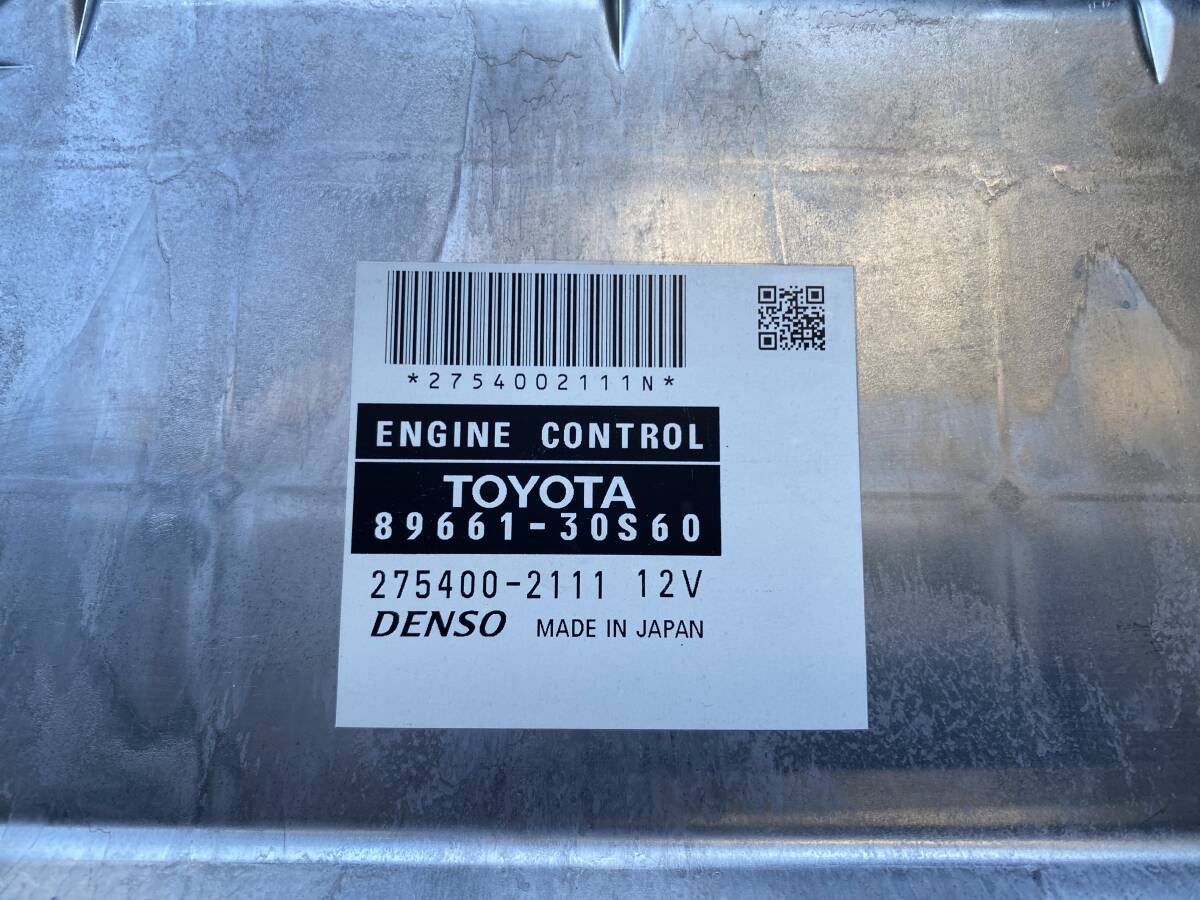 *2754002111N*
ENGINE CONTROL
TOYOTA
89661-30S60
275400-2111 12V
DENSO MADE IN JAPAN